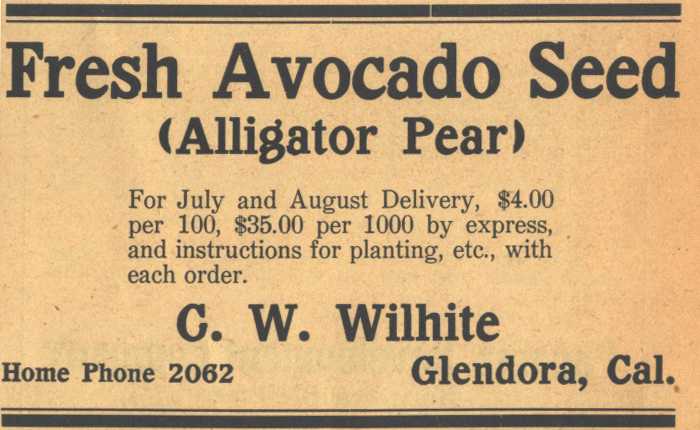 Fresh Avocado Seed
(Alligator Pear)
For July and August Delivery, $4.00
per 100, $35.00 per 1000 by express,
and instructions for planting, etc., with
each order.
C. W. Wilhite
Home Phone 2062 Glendora, Cal.